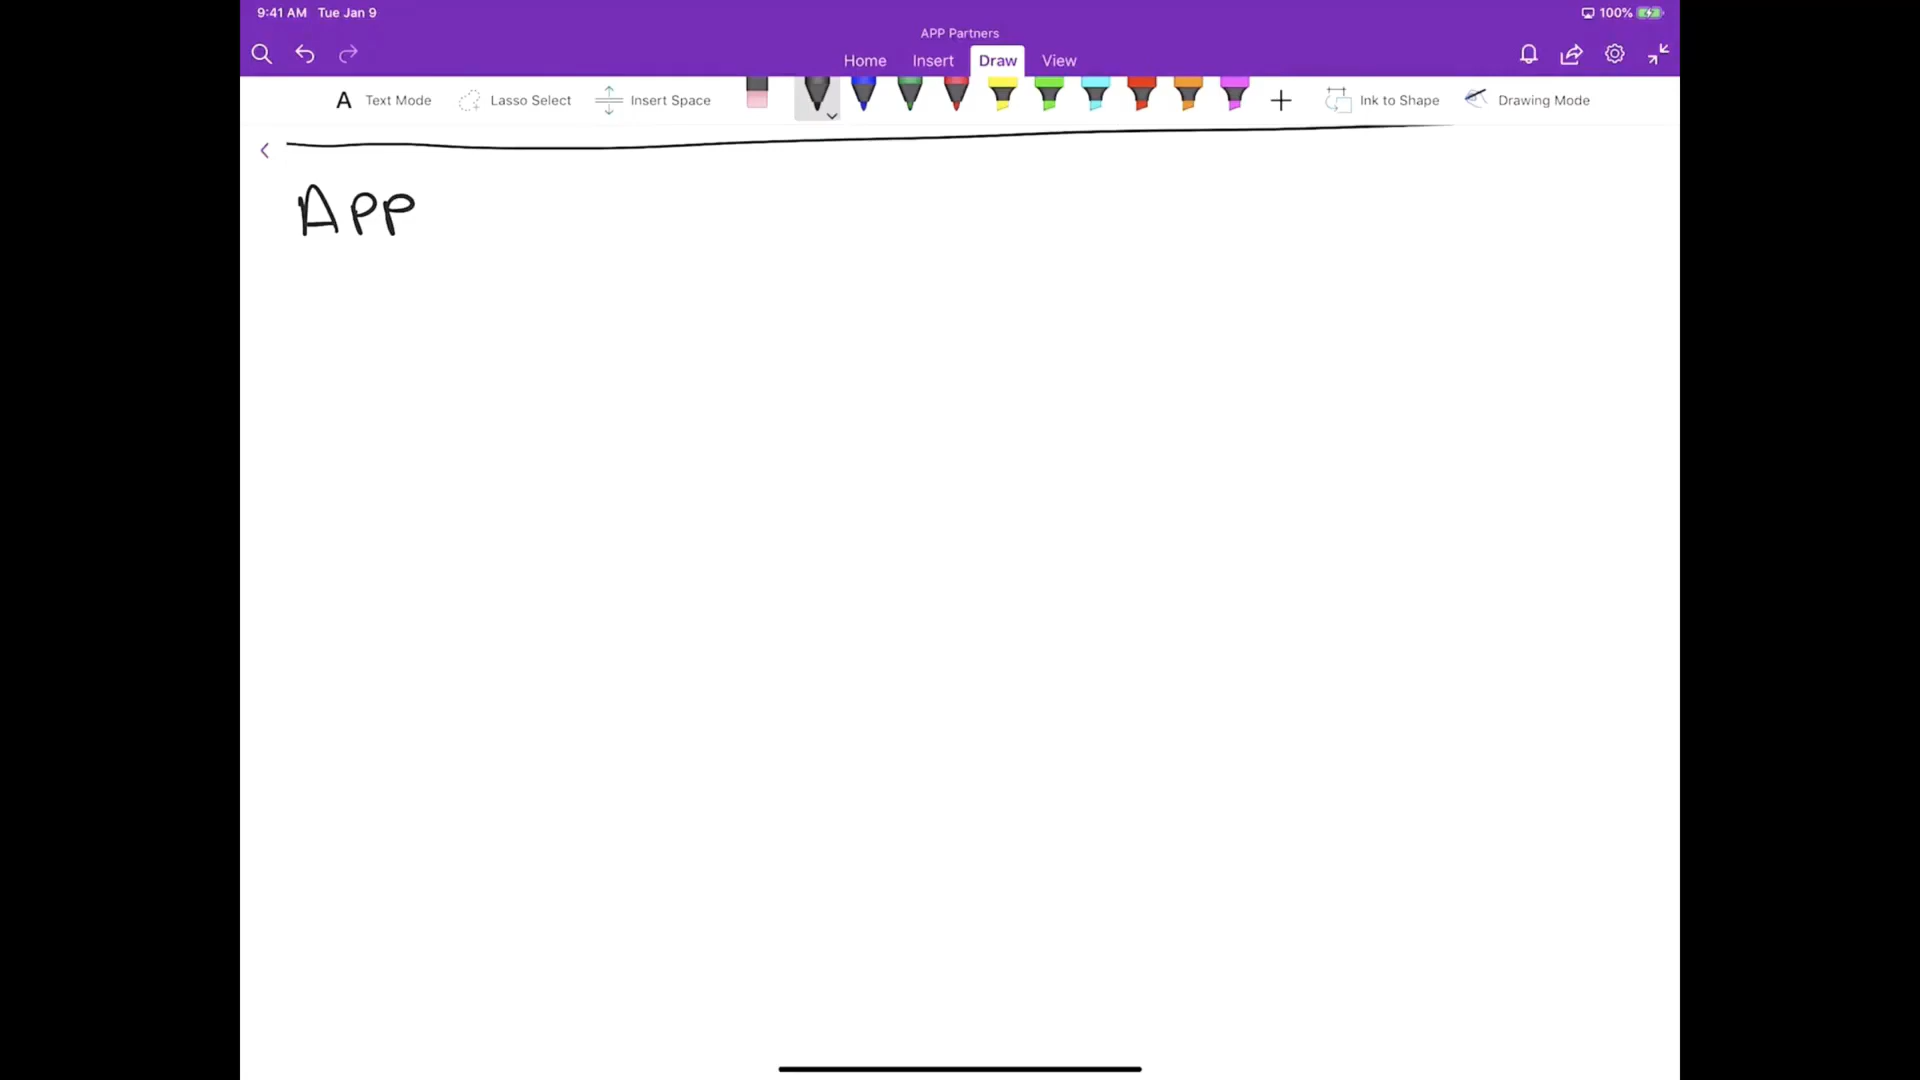 9:41 AM Tue Jan 9
100%
APP Partners
Home Insert Draw View
A Text Mode Lasso Select Insert Space Ink to Shape Drawing Mode
APP